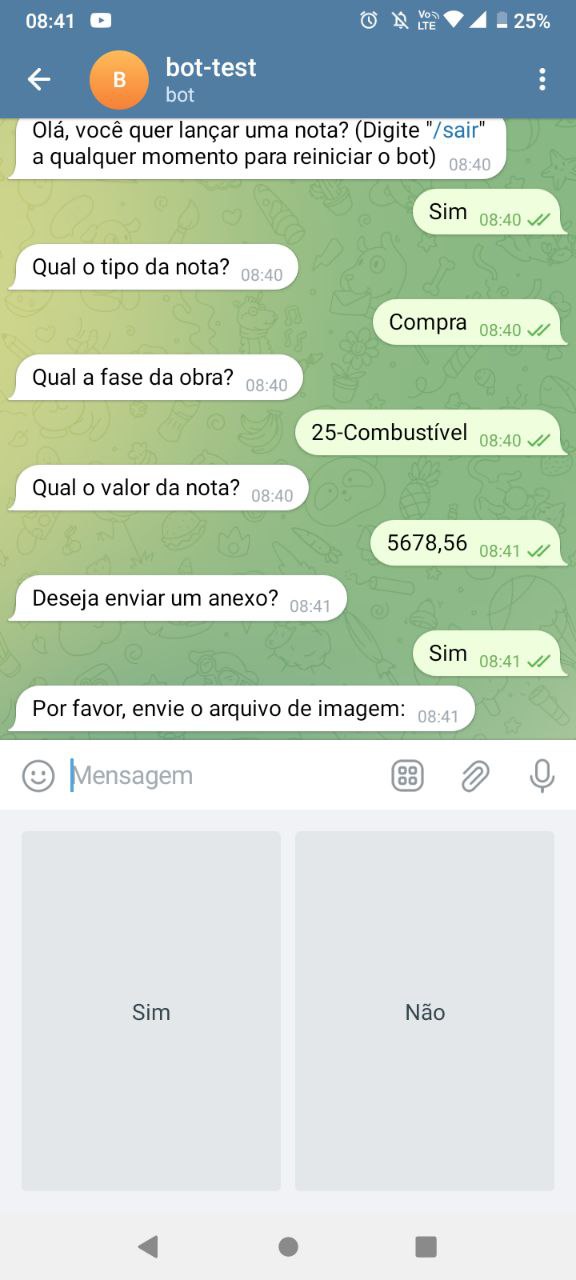 08:41
Vo))
LTE
25%
B
bot-test
bot
Olá, você quer lançar uma nota? (Digite "/sair"
a qualquer momento para reiniciar o bot) 08:40
Sim 08:40
Qual o tipo da nota? 08:40
Compra 08:40
Qual a fase da obra? 08:40
25-Combustível 08:40
Qual o valor da nota? 08:40
5678,56 08:41
Deseja enviar um anexo? 08:41
Sim 08:41
Por favor, envie o arquivo de imagem: 08:41
Mensagem
Sim
Não